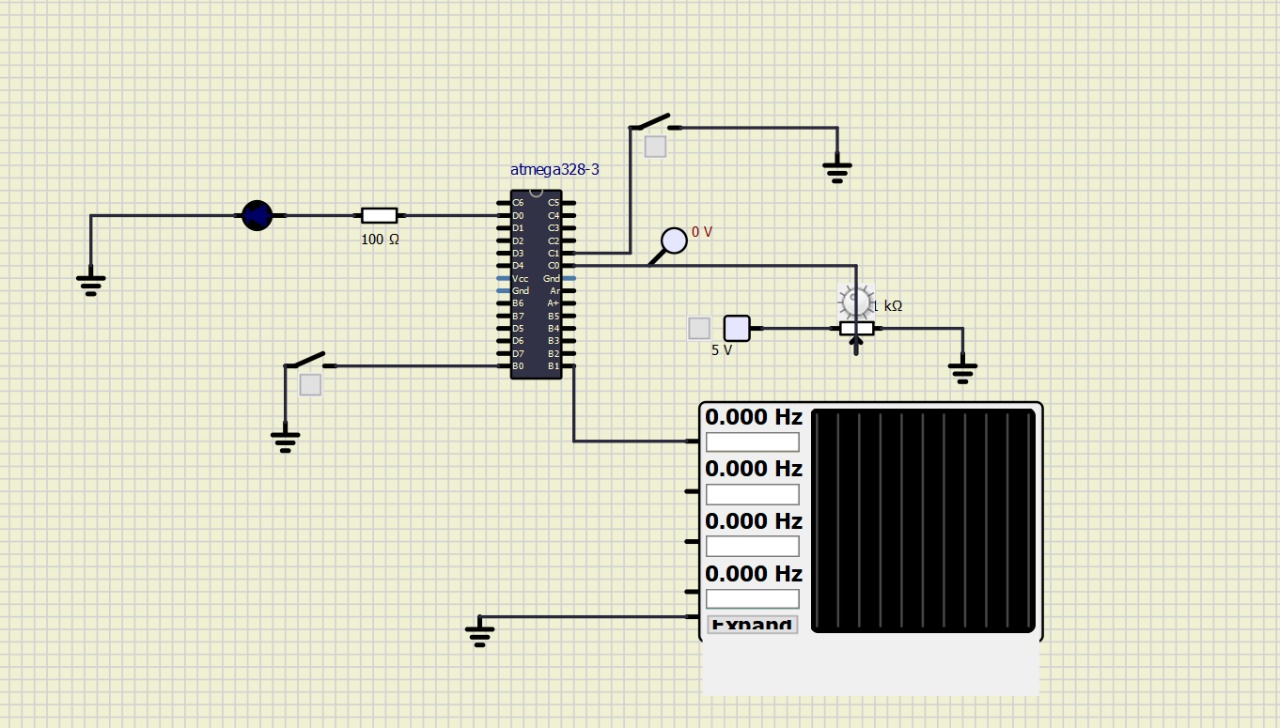 atmega328-3
C6 C5
D0 C4
D1 C3
D2 C2
D3 C1
D4 C0
Vcc Gnd
Gnd Ar
B6 A+
B7 B5
D5 B4
D6 B3
D7 B2
B0 B1
100 Ω
0 V
1 kΩ
5 V
0.000 Hz
0.000 Hz
0.000 Hz
0.000 Hz
Expand